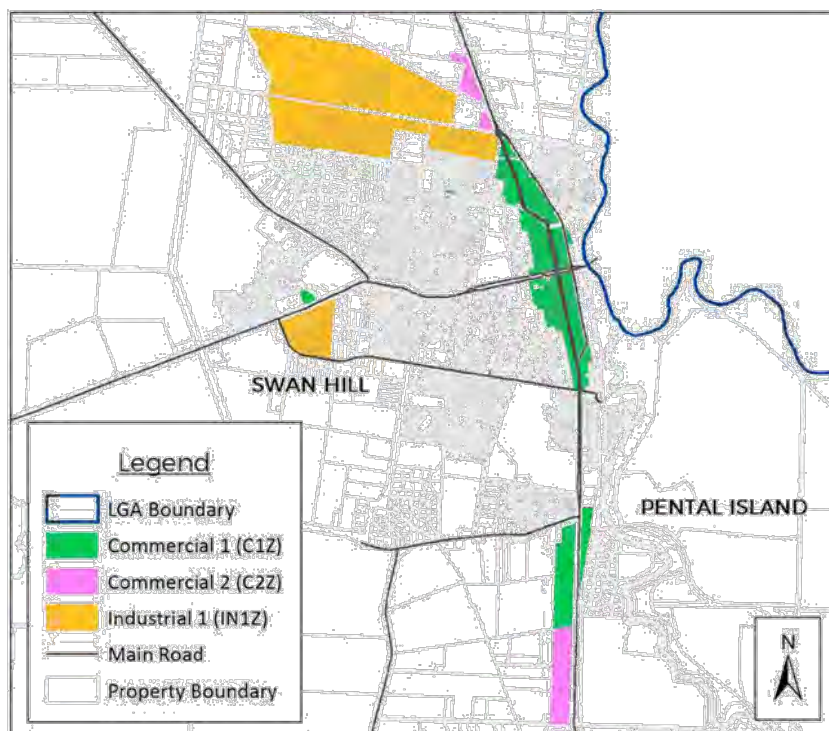 SWAN HILL
PENTAL ISLAND
Legend
LGA Boundary
Commercial 1 (C1Z)
Commercial 2 (C2Z)
Industrial 1 (IN1Z)
Main Road
Property Boundary
N